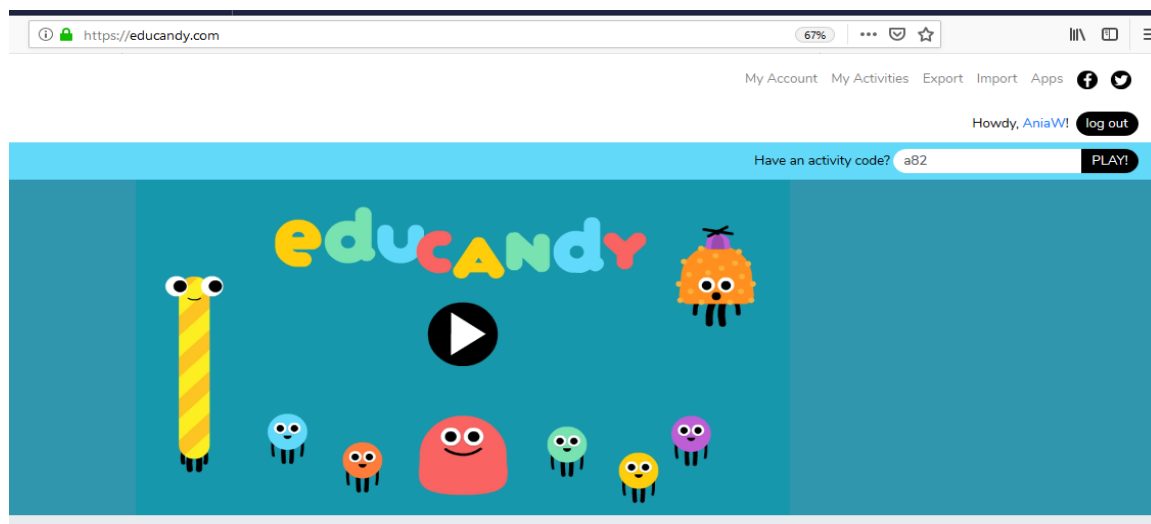 https://educandy.com 67%
My Account My Activities Export Import Apps
Howdy, AniaW! log out
Have an activity code? a82 PLAY!
eduCANdY